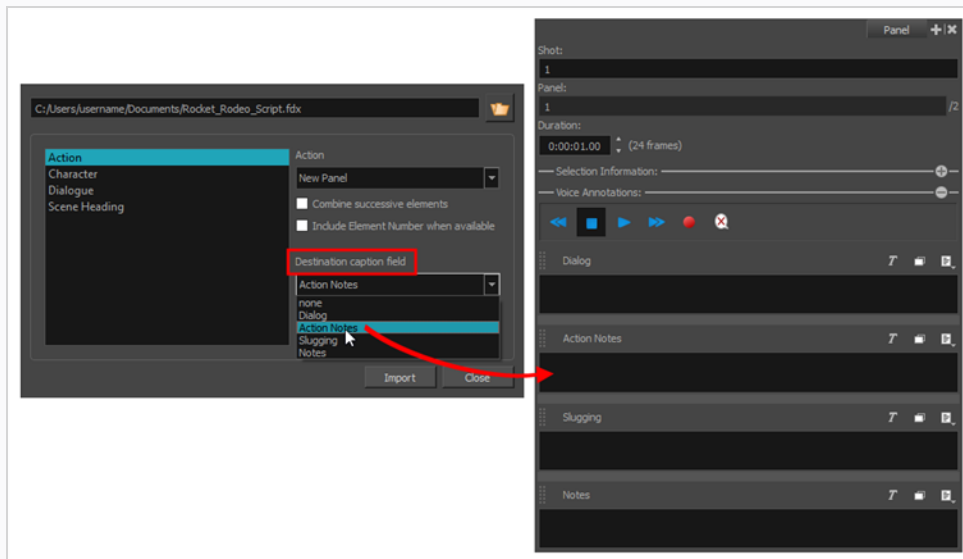 C:/Users/username/Documents/Rocket_Rodeo_Script.fdx
Action
Character
Dialogue
Scene Heading
Action
New Panel
Combine successive elements
Include Element Number when available
Destination caption field
Action Notes
none
Dialog
Action Notes
Slugging
Notes
Import
Close
Panel
Shot:
1
Panel:
1
/2
Duration:
0:00:01.00
(24 frames)
Selection Information:
Voice Annotations:
Dialog
Action Notes
Slugging
Notes